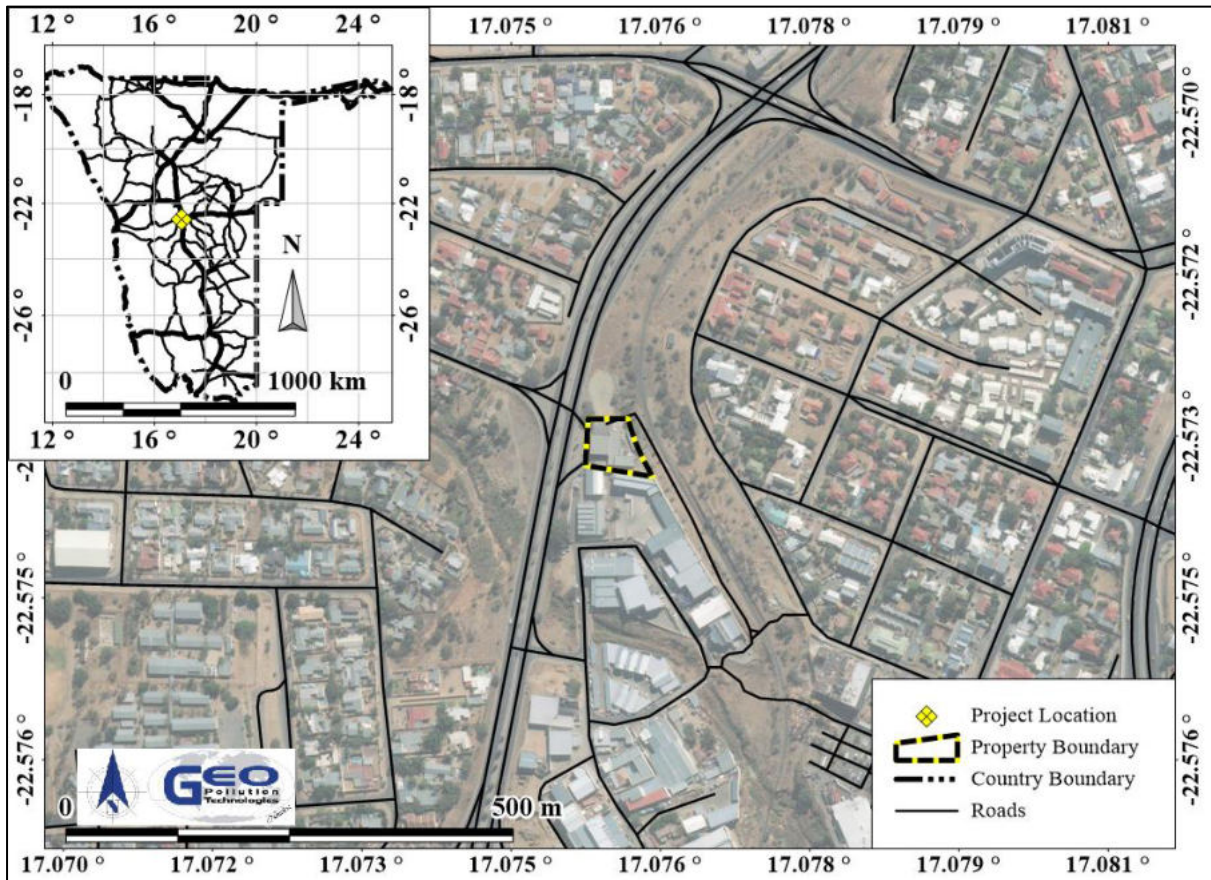 12 ° 16 ° 20 ° 24 °
17.075 ° 17.076 ° 17.078 ° 17.079 ° 17.081 °
-18 °
-22 °
-26 °
-18 °
-22 °
-26 °
N
0 1000 km
12 ° 16 ° 20 ° 24 °
-22.570 °
-22.572 °
-22.573 °
-22.575 °
-22.576 °
-22.575 °
-22.576 °
Project Location
Property Boundary
Country Boundary
Roads
GEO
Pollution
Technologies
0 500 m
17.070 ° 17.072 ° 17.073 ° 17.075 ° 17.076 ° 17.078 ° 17.079 ° 17.081 °